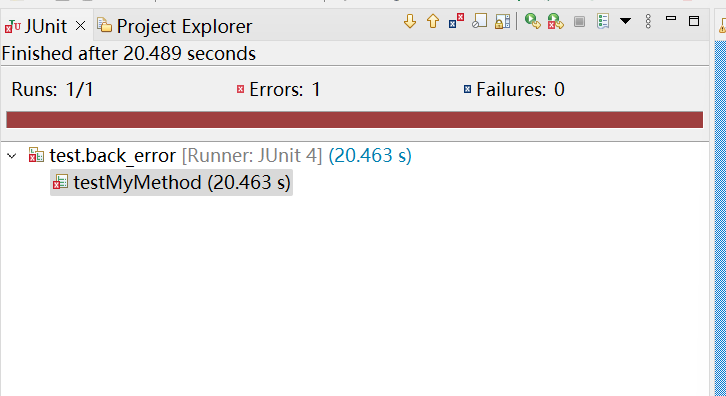 JUnit Project Explorer
Finished after 20.489 seconds
Runs: 1/1 Errors: 1 Failures: 0
test.back_error [Runner: JUnit 4] (20.463 s)
testMyMethod (20.463 s)